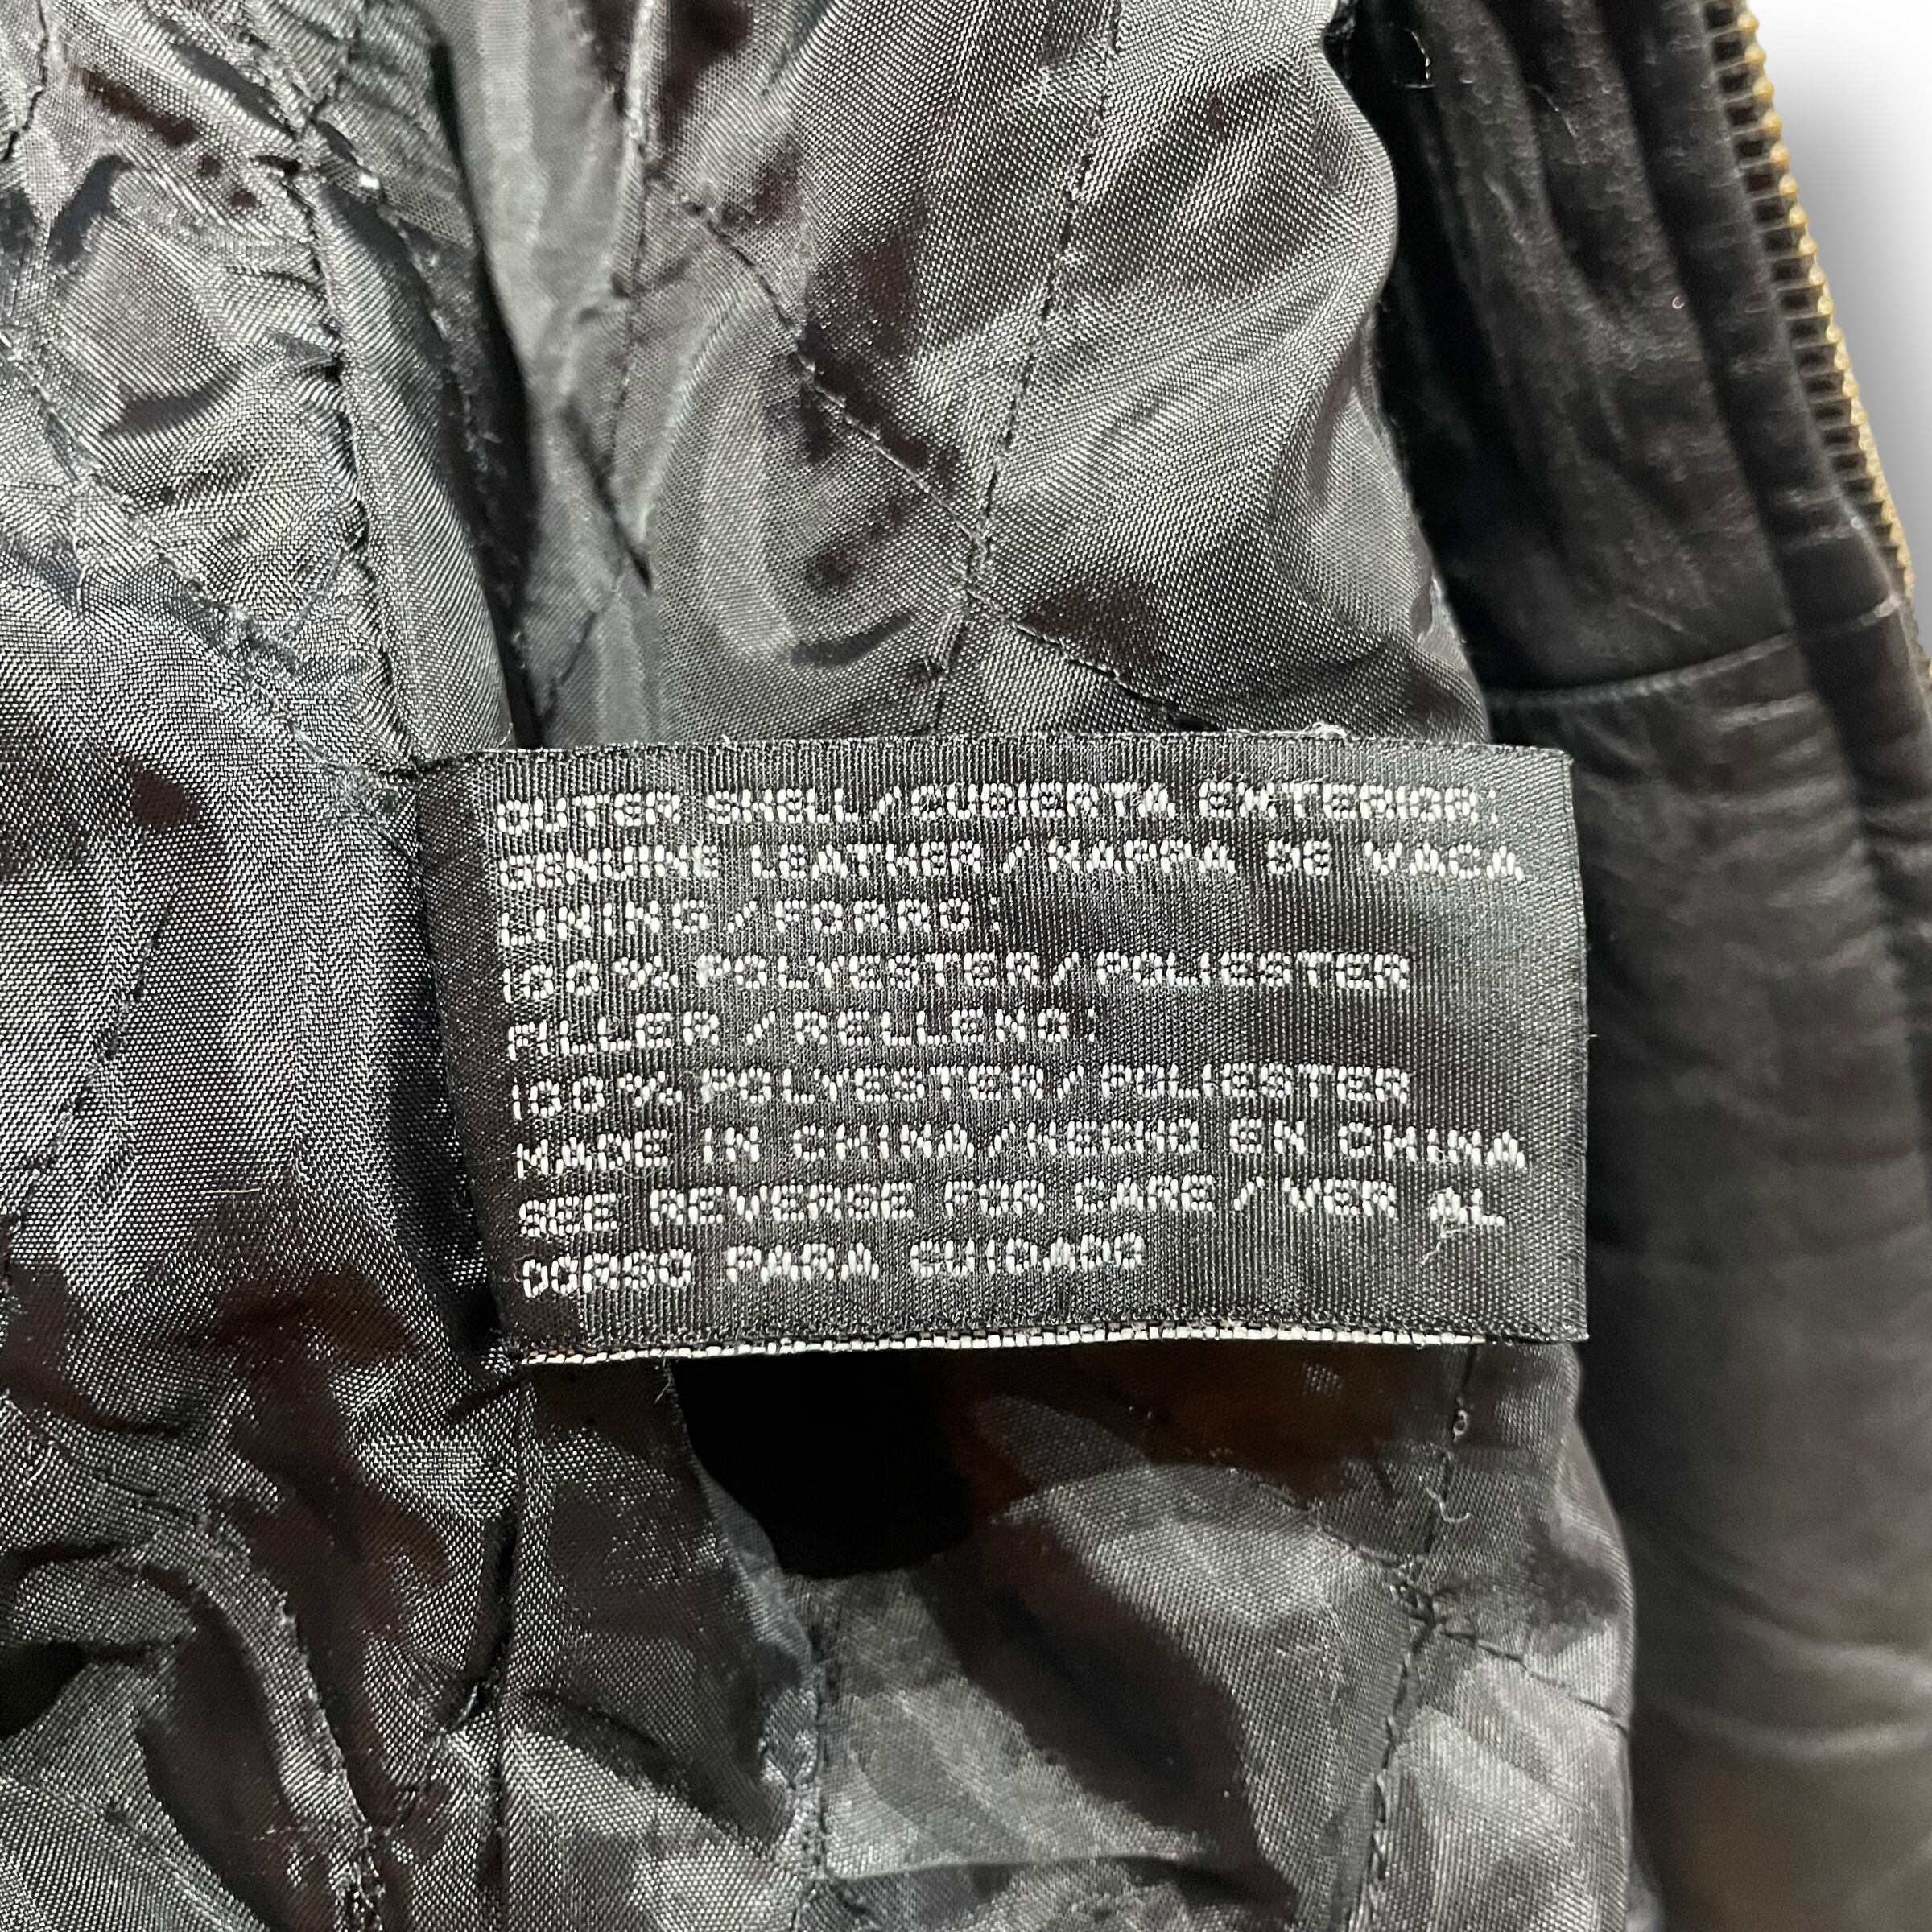 OUTER SHELL/CUBIERTA EXTERIOR:
GENUINE LEATHER/NAPPA DE VACA
LINING/FORRO:
100%POLYESTER/POLIESTER
FILLER/RELLENO:
100%POLYESTER/POLIESTER
MADE IN CHINA/HECHO EN CHINA
SEE REVERSE FOR CARE/VER AL
DORSO PARA CUIDADO